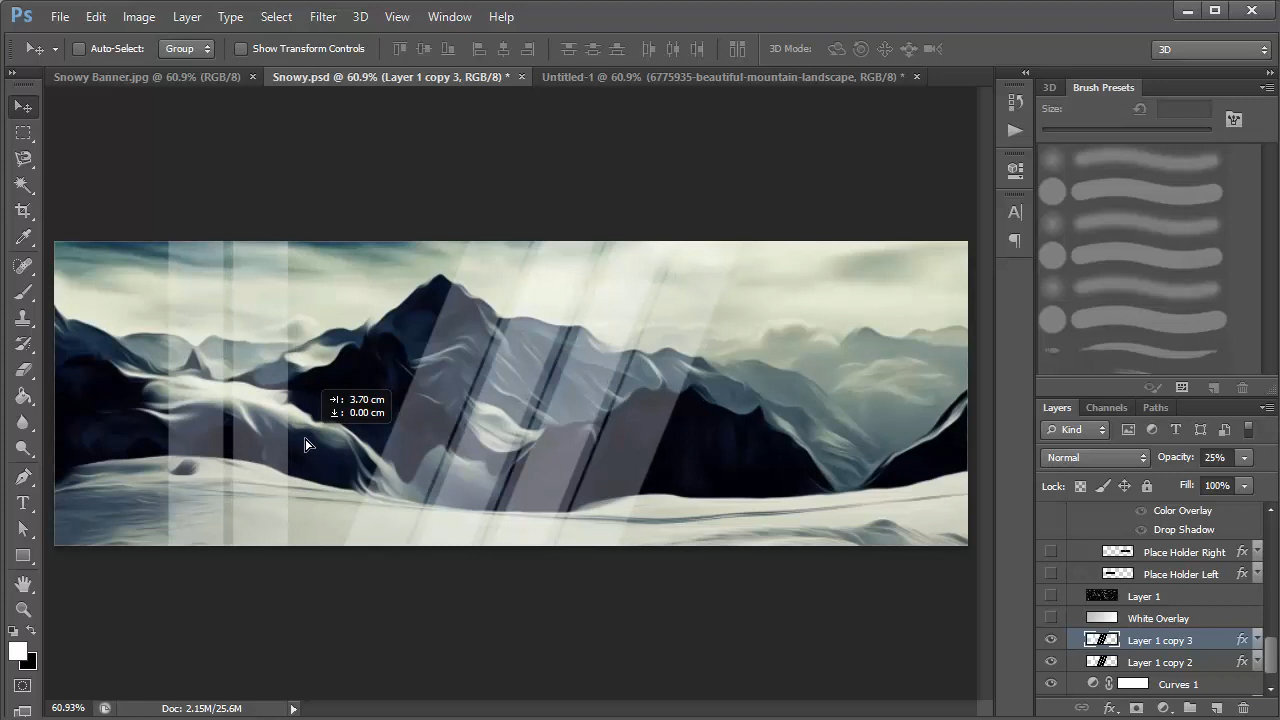 Ps File Edit Image Layer Type Select Filter 3D View Window Help
Auto-Select: Group Show Transform Controls 3D Mode: 3D
Snowy Banner.jpg @ 60.9% (RGB/8) × Snowy.psd @ 60.9% (Layer 1 copy 3, RGB/8) * × Untitled-1 @ 60.9% (6775935-beautiful-mountain-landscape, RGB/8) * ×
3D Brush Presets
Size:
→|: 3.70 cm
↓: 0.00 cm
Layers Channels Paths
Kind
Normal Opacity: 25%
Lock: Fill: 100%
Color Overlay
Drop Shadow
Place Holder Right fx
Place Holder Left fx
Layer 1
White Overlay
Layer 1 copy 3 fx
Layer 1 copy 2 fx
Curves 1
60.93% Doc: 2.15M/25.6M